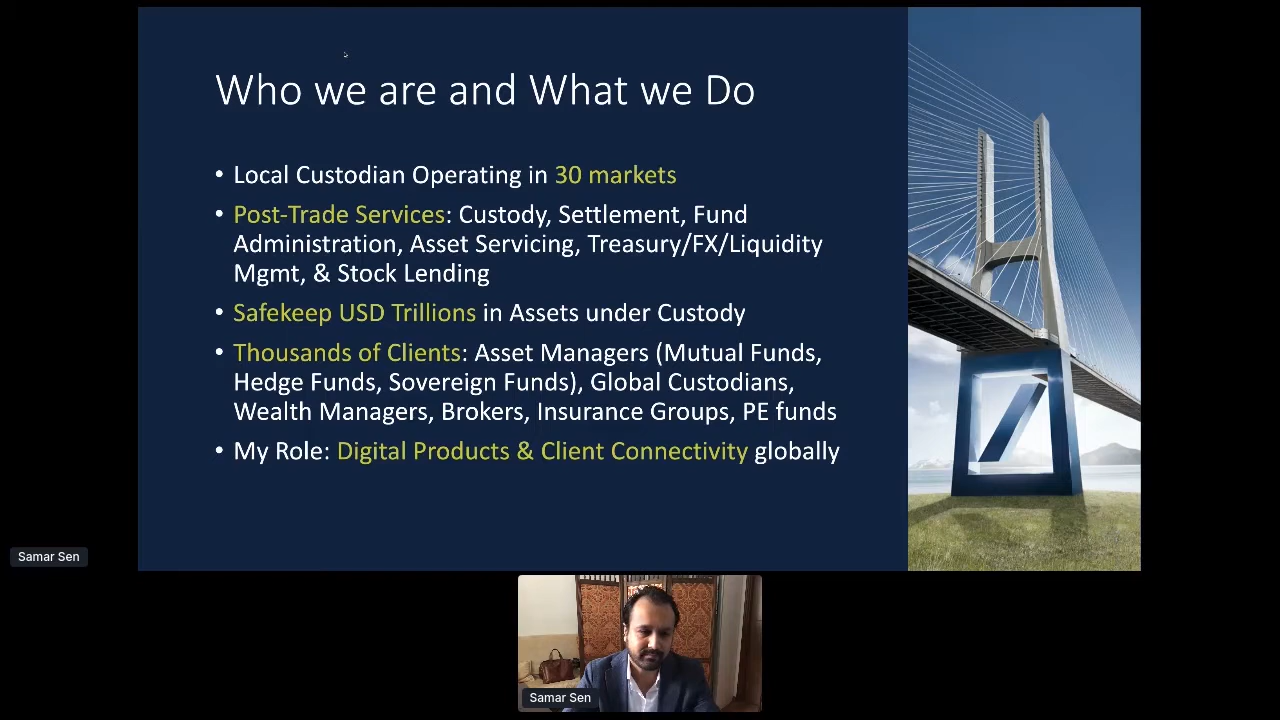 Who we are and What we Do
• Local Custodian Operating in 30 markets
• Post-Trade Services: Custody, Settlement, Fund
Administration, Asset Servicing, Treasury/FX/Liquidity
Mgmt, & Stock Lending
• Safekeep USD Trillions in Assets under Custody
• Thousands of Clients: Asset Managers (Mutual Funds,
Hedge Funds, Sovereign Funds), Global Custodians,
Wealth Managers, Brokers, Insurance Groups, PE funds
• My Role: Digital Products & Client Connectivity globally
Samar Sen
Samar Sen